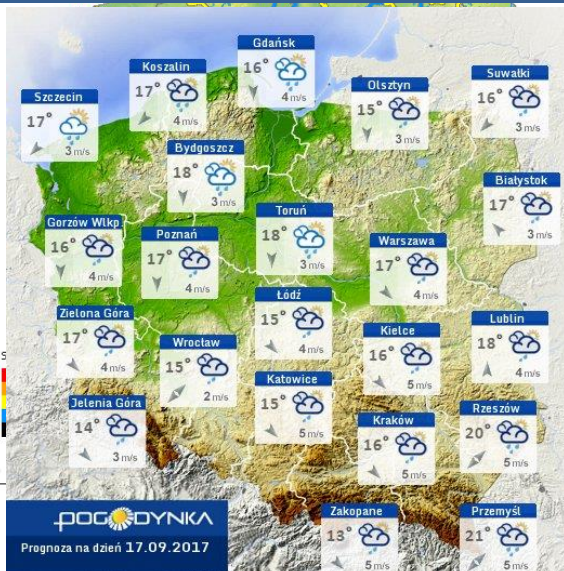 Gdańsk
16°
4 m/s
Koszalin
17°
4 m/s
Suwałki
16°
3 m/s
Olsztyn
15°
3 m/s
Szczecin
17°
3 m/s
Bydgoszcz
18°
3 m/s
Białystok
17°
3 m/s
Toruń
18°
3 m/s
Gorzów Wlkp.
16°
4 m/s
Poznań
17°
4 m/s
Warszawa
17°
4 m/s
Łódź
15°
4 m/s
Zielona Góra
17°
4 m/s
Lublin
18°
4 m/s
Kielce
16°
5 m/s
Wrocław
15°
2 m/s
Katowice
15°
5 m/s
Jelenia Góra
14°
3 m/s
Rzeszów
20°
5 m/s
Kraków
16°
5 m/s
Zakopane
13°
5 m/s
Przemyśl
21°
5 m/s
POGODYNKA
Prognoza na dzień 17.09.2017